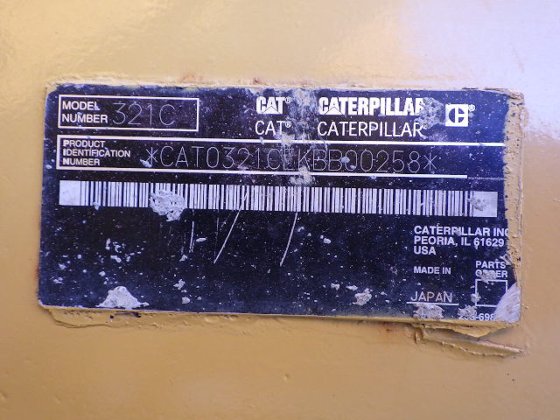 MODEL NUMBER 321C
CAT® CATERPILLAR C
CAT® CATERPILLAR
PRODUCT IDENTIFICATION NUMBER
CATERPILLAR INC
PEORIA, IL 61629
USA
MADE IN
JAPAN
PARTS
ORDER